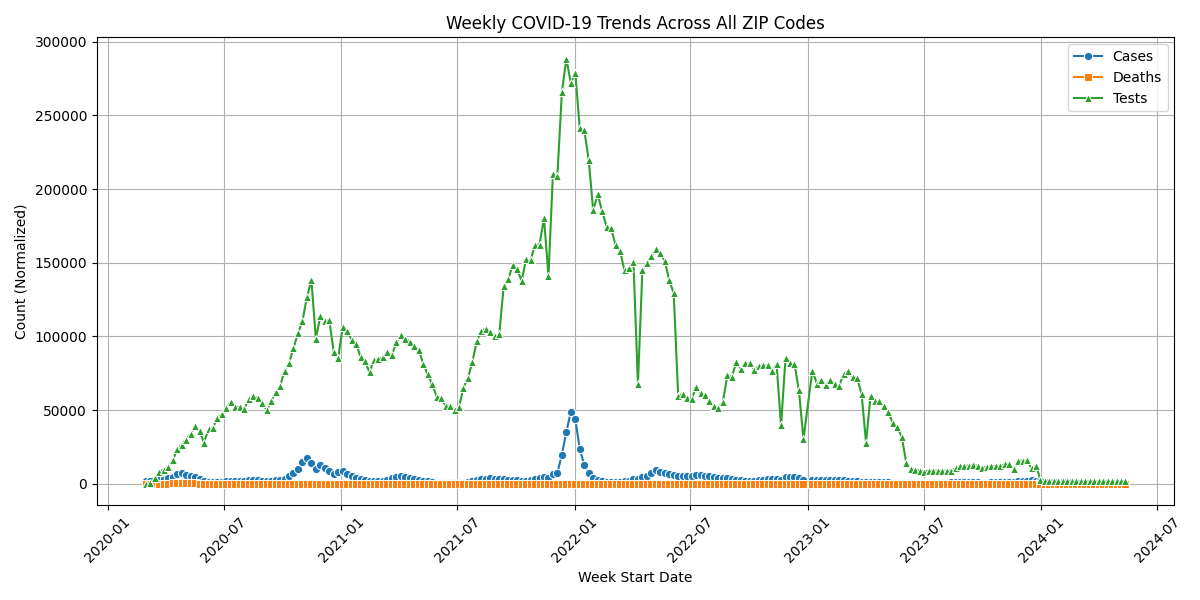 Weekly COVID-19 Trends Across All ZIP Codes
Cases
Deaths
Tests
Count (Normalized)
300000
250000
200000
150000
100000
50000
0
2020-01
2020-07
2021-01
2021-07
2022-01
2022-07
2023-01
2023-07
2024-01
2024-07
Week Start Date